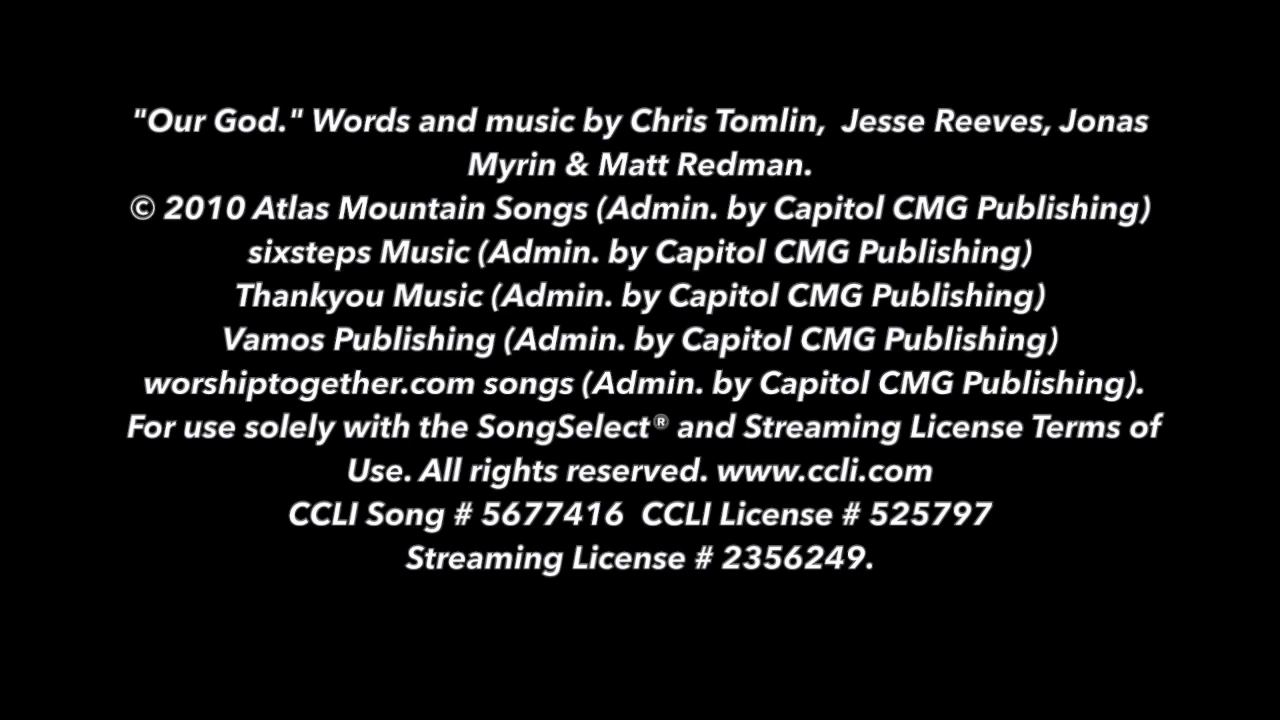 "Our God." Words and music by Chris Tomlin,  Jesse Reeves, Jonas
Myrin & Matt Redman.
© 2010 Atlas Mountain Songs (Admin. by Capitol CMG Publishing)
sixsteps Music (Admin. by Capitol CMG Publishing)
Thankyou Music (Admin. by Capitol CMG Publishing)
Vamos Publishing (Admin. by Capitol CMG Publishing)
worshiptogether.com songs (Admin. by Capitol CMG Publishing).
For use solely with the SongSelect® and Streaming License Terms of
Use. All rights reserved. www.ccli.com
CCLI Song # 5677416  CCLI License # 525797
Streaming License # 2356249.